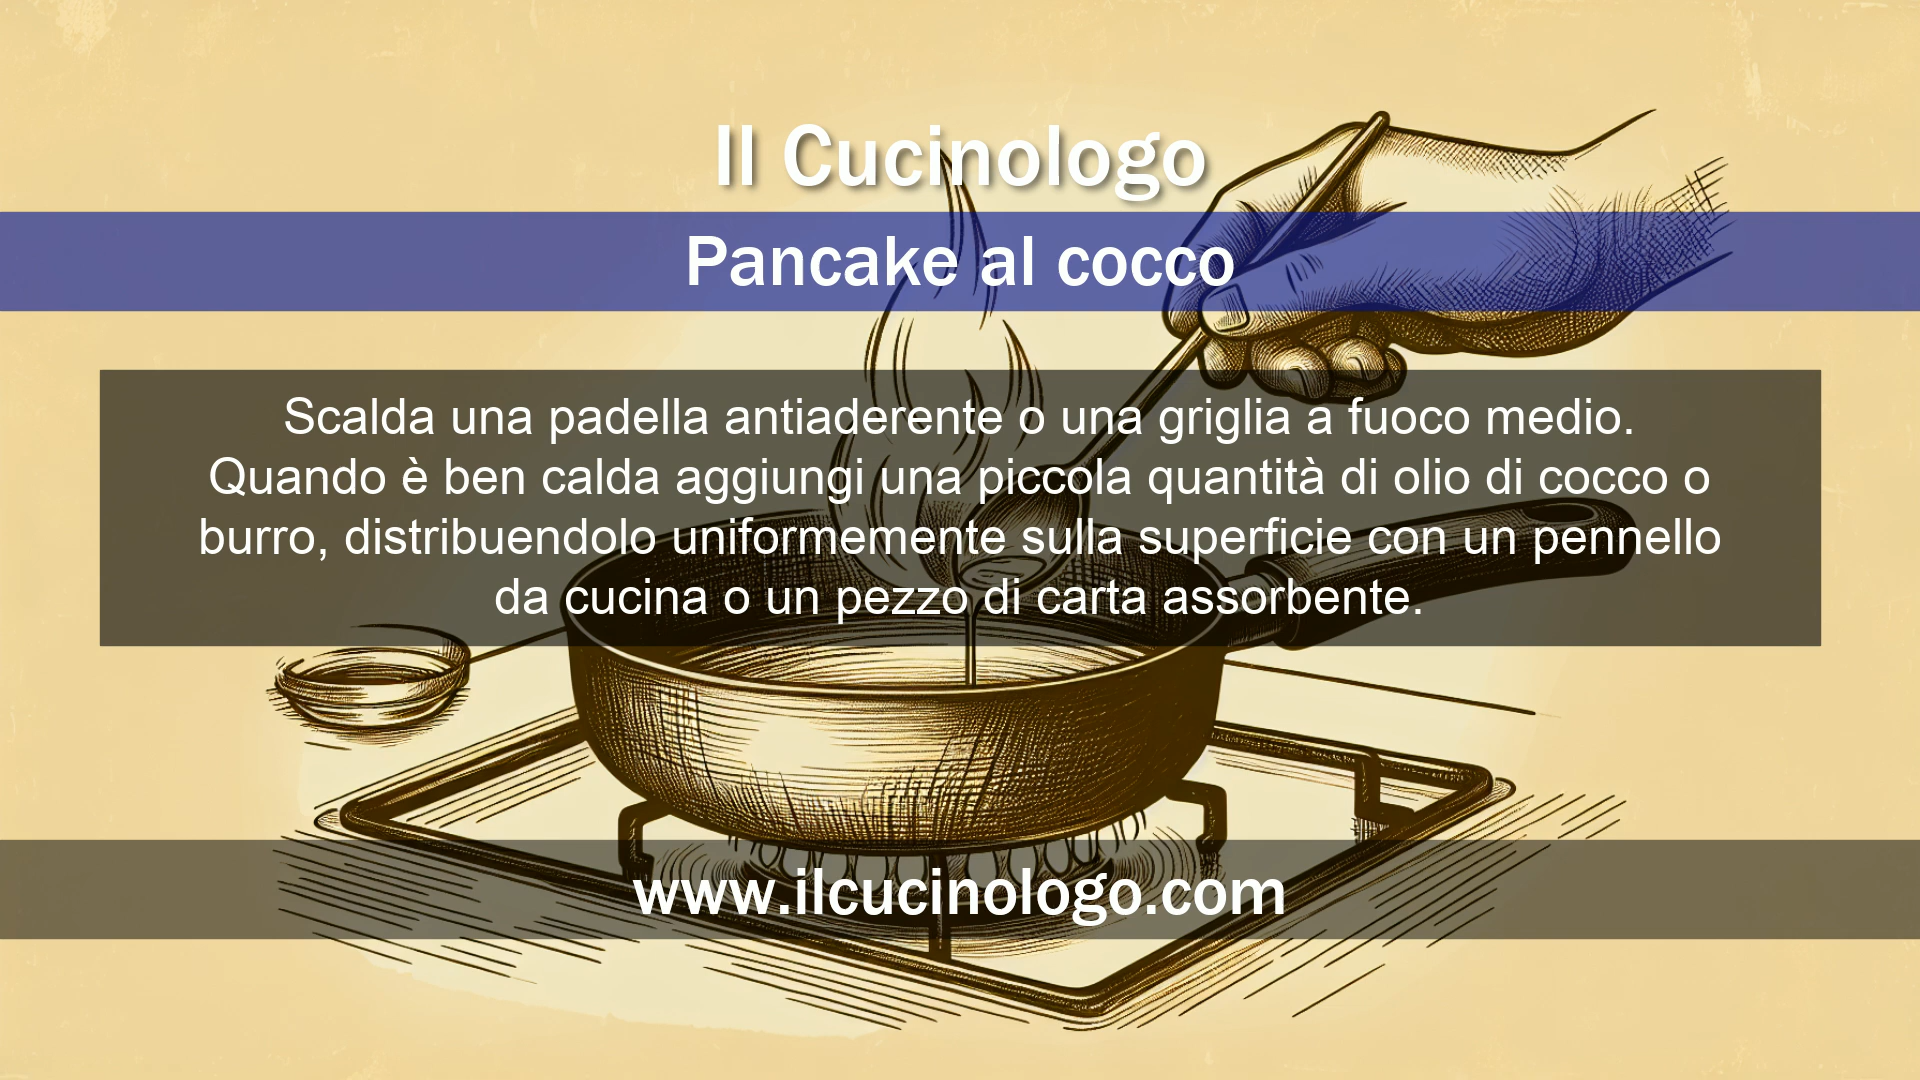 Il Cucinologo
Pancake al cocco
Scalda una padella antiaderente o una griglia a fuoco medio.
Quando è ben calda aggiungi una piccola quantità di olio di cocco o
burro, distribuendolo uniformemente sulla superficie con un pennello
da cucina o un pezzo di carta assorbente.
www.ilcucinologo.com